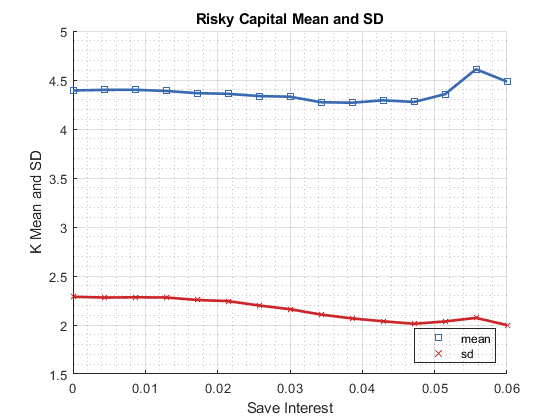 Risky Capital Mean and SD
5
4.5
4
3.5
3
2.5
2
1.5
K Mean and SD
0 0.01 0.02 0.03 0.04 0.05 0.06
Save Interest
mean
sd